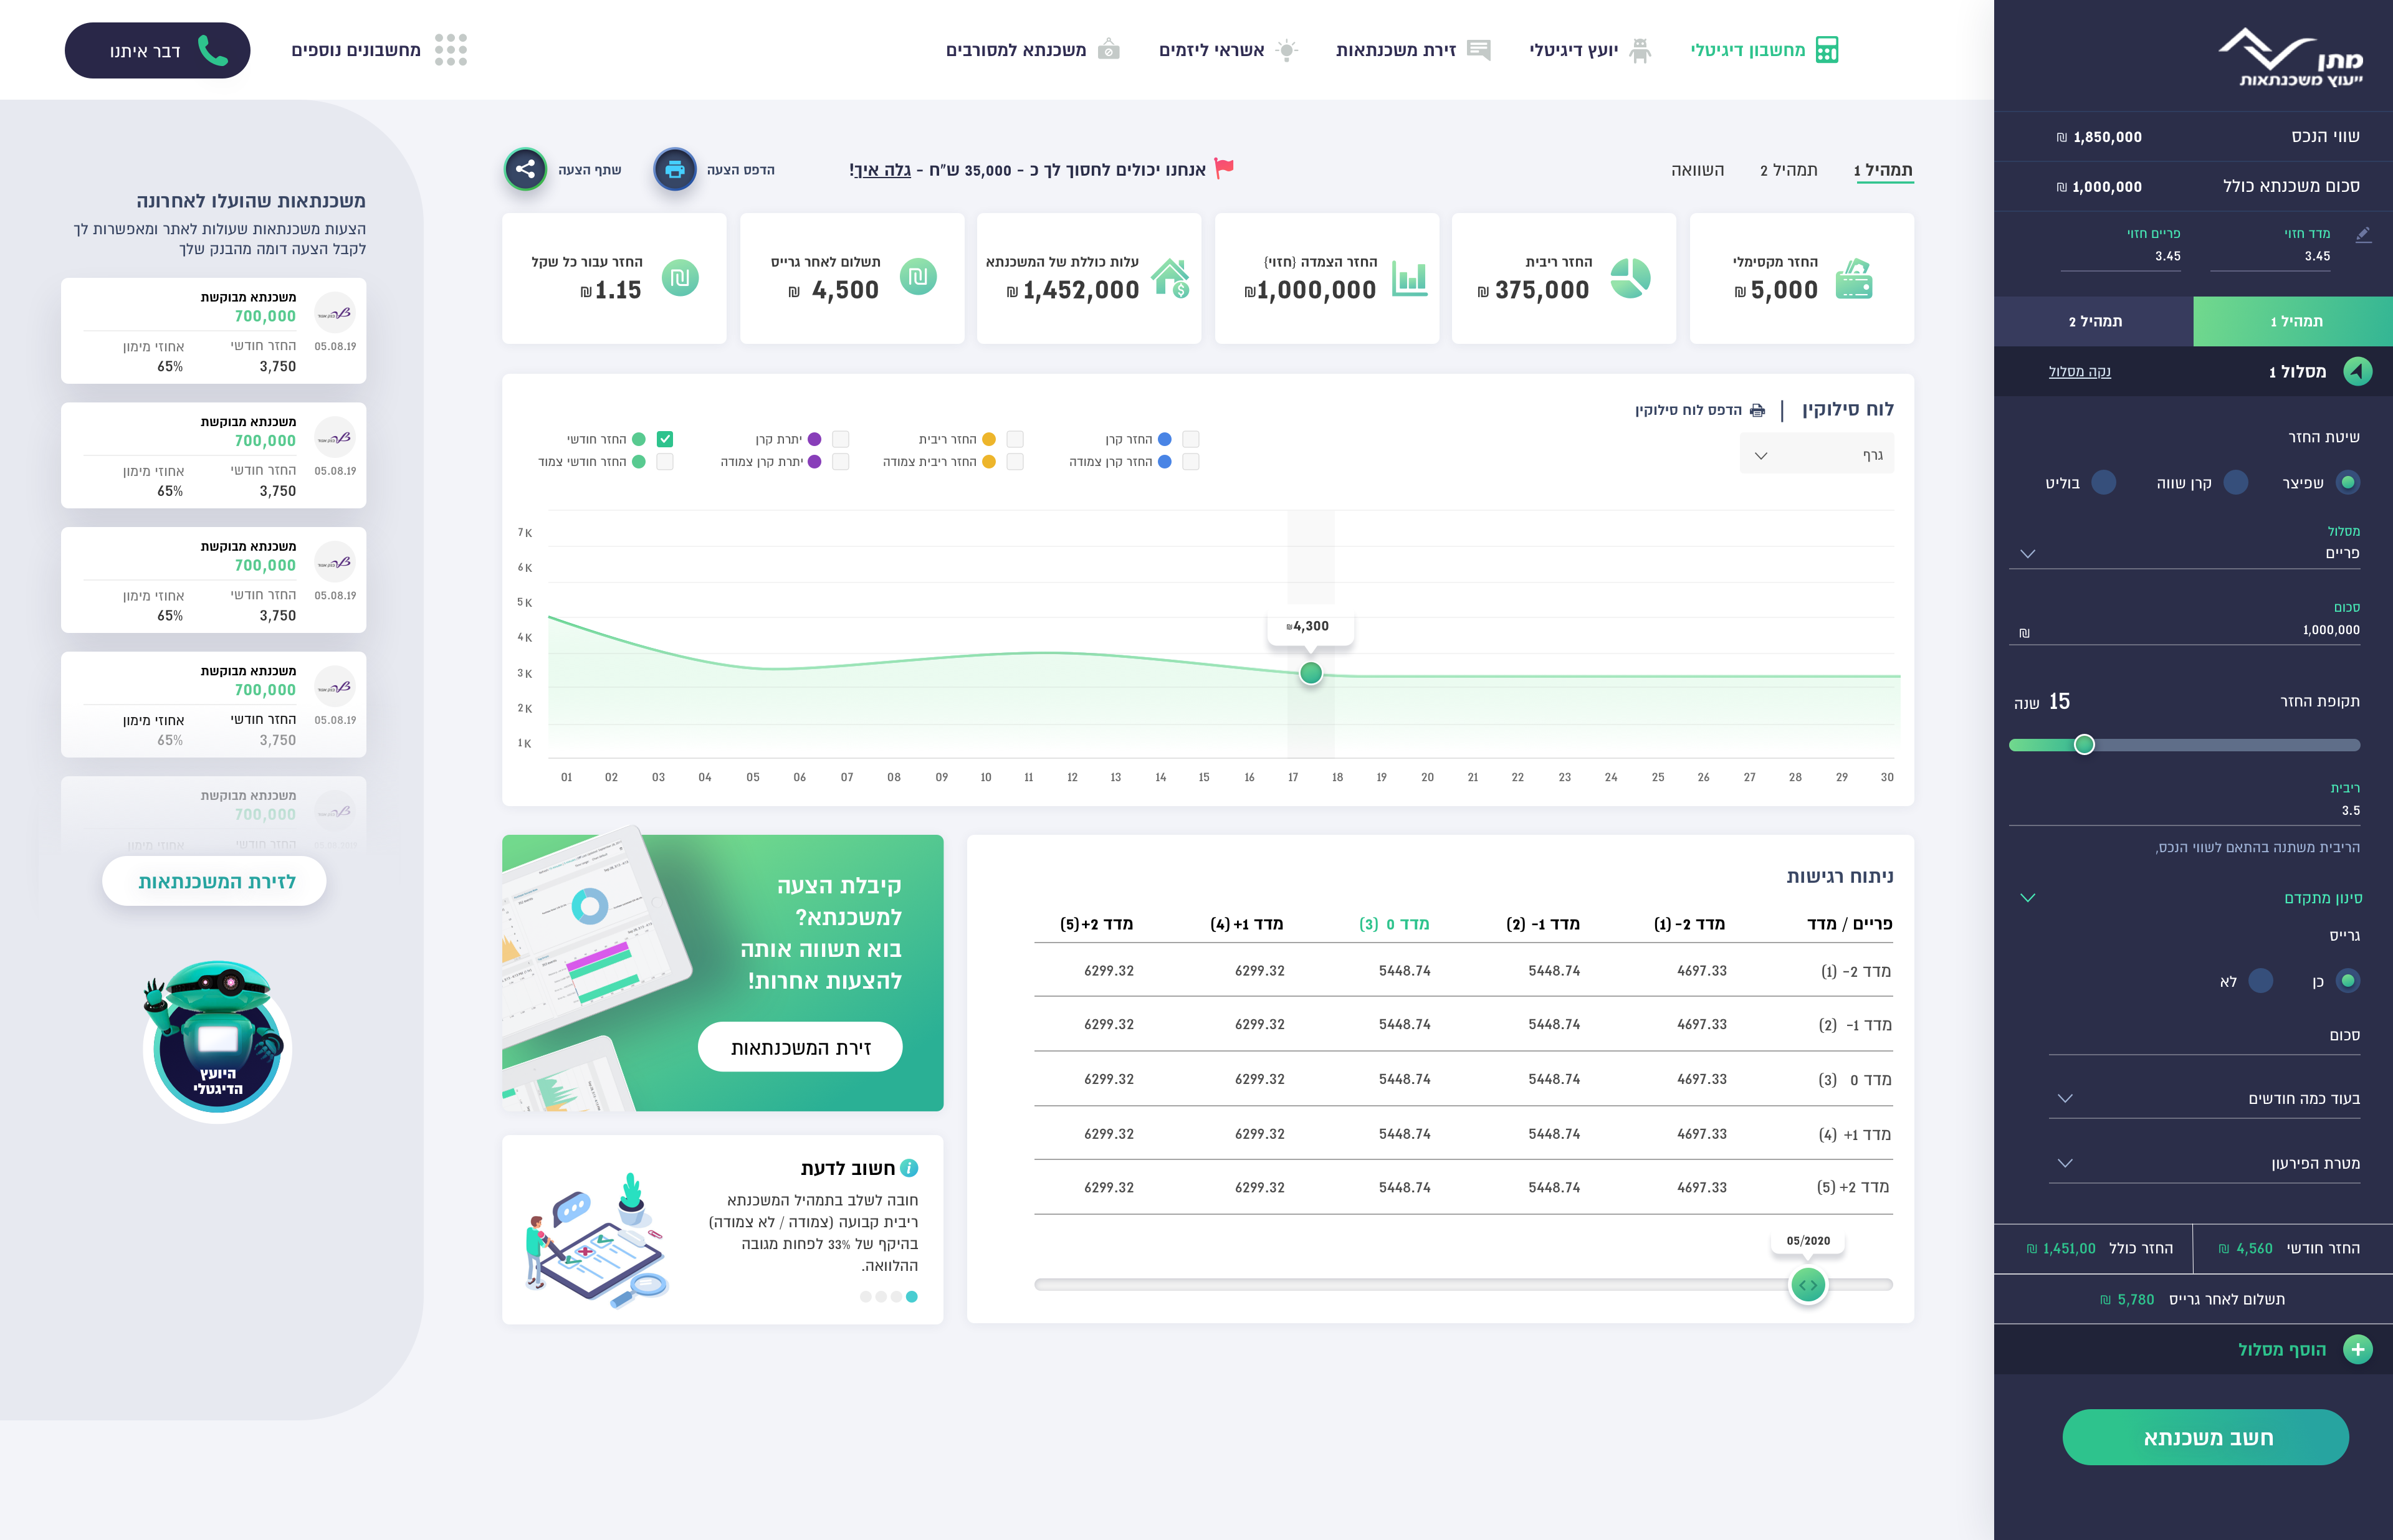 מתן
ייעוץ משכנתאות
מחשבון דיגיטלי
יועץ דיגיטלי
זירת משכנתאות
אשראי ליזמים
משכנתא למסורבים
מחשבונים נוספים
דבר איתנו
שווי הנכס 1,850,000 ₪
סכום משכנתא כולל 1,000,000 ₪
מדד חזוי
3.45
פריים חזוי
3.45
תמהיל 1
תמהיל 2
מסלול 1
נקה מסלול
שיטת החזר
שפיצר
קרן שווה
בוליט
מסלול
פריים
סכום
1,000,000 ₪
תקופת החזר 15 שנה
ריבית
3.5
הריבית משתנה בהתאם לשווי הנכס,
סינון מתקדם
גרייס
כן
לא
סכום
בעוד כמה חודשים
מטרת הפירעון
החזר חודשי 4,560 ₪
החזר כולל 1,451,00 ₪
תשלום לאחר גרייס 5,780 ₪
הוסף מסלול
חשב משכנתא
תמהיל 1
תמהיל 2
השוואה
אנחנו יכולים לחסוך לך כ - 35,000 ש"ח - גלה איך!
הדפס הצעה
שתף הצעה
החזר מקסימלי
5,000 ₪
החזר ריבית
375,000 ₪
החזר הצמדה {חזוי}
1,000,000₪
עלות כוללת של המשכנתא
1,452,000 ₪
תשלום לאחר גרייס
4,500 ₪
החזר עבור כל שקל
1.15₪
לוח סילוקין | הדפס לוח סילוקין
גרף
החזר קרן
החזר ריבית
יתרת קרן
החזר חודשי
החזר קרן צמודה
החזר ריבית צמודה
יתרת קרן צמודה
החזר חודשי צמוד
7K
6K
5K
4K
3K
2K
1K
4,300₪
01 02 03 04 05 06 07 08 09 10 11 12 13 14 15 16 17 18 19 20 21 22 23 24 25 26 27 28 29 30
ניתוח רגישות
פריים / מדד מדד 2- (1) מדד 1- (2) מדד 0 (3) מדד 1+ (4) מדד 2+ (5)
מדד 2- (1) 4697.33 5448.74 5448.74 6299.32 6299.32
מדד 1- (2) 4697.33 5448.74 5448.74 6299.32 6299.32
מדד 0 (3) 4697.33 5448.74 5448.74 6299.32 6299.32
מדד 1+ (4) 4697.33 5448.74 5448.74 6299.32 6299.32
מדד 2+ (5) 4697.33 5448.74 5448.74 6299.32 6299.32
05/2020
קיבלת הצעה
למשכנתא?
בוא תשווה אותה
להצעות אחרות!
זירת המשכנתאות
חשוב לדעת
חובה לשלב בתמהיל המשכנתא
ריבית קבועה (צמודה / לא צמודה)
בהיקף של 33% לפחות מגובה
ההלוואה.
משכנתאות שהועלו לאחרונה
הצעות משכנתאות שעולות לאתר ומאפשרות לך
לקבל הצעה דומה מהבנק שלך
משכנתא מבוקשת
700,000
05.08.19
החזר חודשי
3,750
אחוזי מימון
65%
משכנתא מבוקשת
700,000
05.08.19
החזר חודשי
3,750
אחוזי מימון
65%
משכנתא מבוקשת
700,000
05.08.19
החזר חודשי
3,750
אחוזי מימון
65%
משכנתא מבוקשת
700,000
05.08.19
החזר חודשי
3,750
אחוזי מימון
65%
משכנתא מבוקשת
700,000
החזר חודשי
אחוזי מימון
לזירת המשכנתאות
היועץ
הדיגטלי